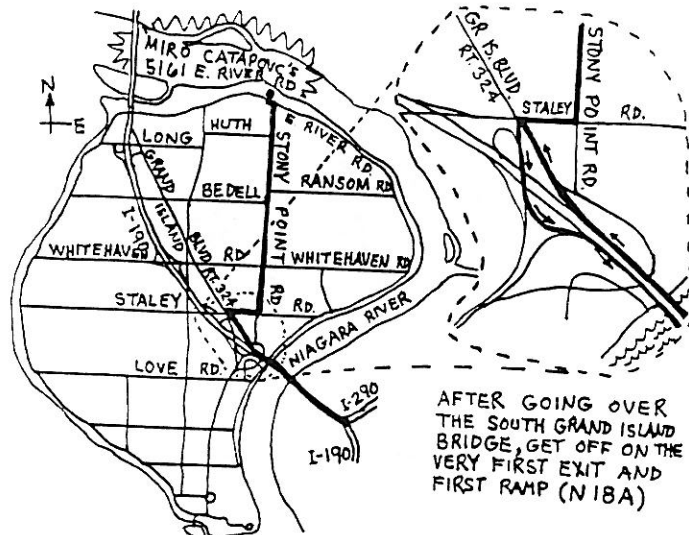 MIRO CATAPOVC'S
5161 E. RIVER RD.
N
E
LONG
HUTH
E RIVER RD.
GRAND ISLAND BLVD RT. 324
STONY POINT RD
BEDELL
RANSOM RD
I-190
WHITEHAVEN RD
WHITEHAVEN RD
STALEY RD.
NIAGARA RIVER
LOVE RD.
I-290
I-190
GR IS BLVD
RT. 324
STONY POINT RD.
STALEY RD.
AFTER GOING OVER
THE SOUTH GRAND ISLAND
BRIDGE, GET OFF ON THE
VERY FIRST EXIT AND
FIRST RAMP (N18A)